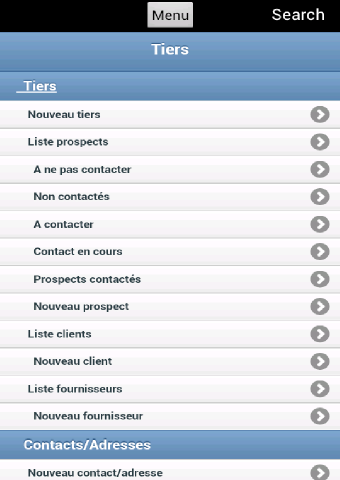 Menu Search
Tiers
Tiers
Nouveau tiers
Liste prospects
A ne pas contacter
Non contactés
A contacter
Contact en cours
Prospects contactés
Nouveau prospect
Liste clients
Nouveau client
Liste fournisseurs
Nouveau fournisseur
Contacts/Adresses
Nouveau contact/adresse